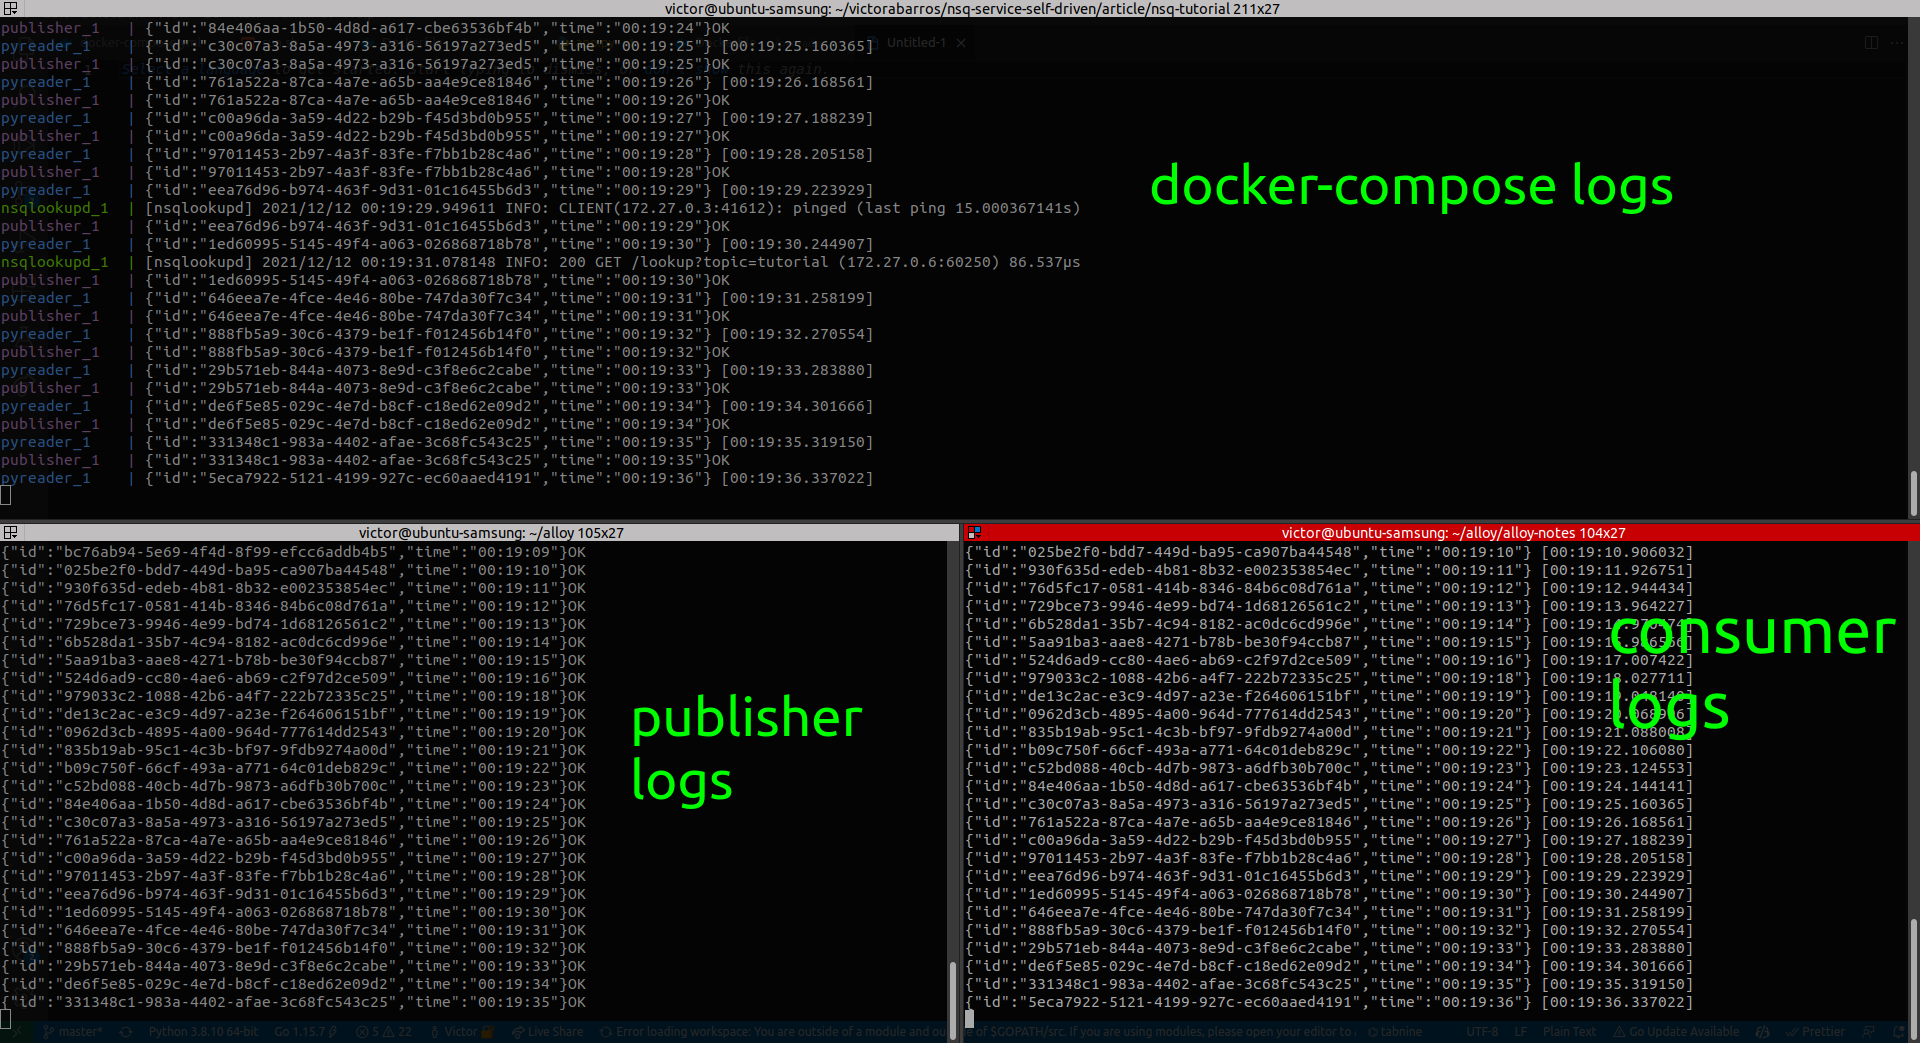 victor@ubuntu-samsung: ~/victorabarros/nsq-service-self-driven/article/nsq-tutorial 211x27
publisher_1 | {"id":"84e406aa-1b50-4d8d-a617-cbe63536bf4b","time":"00:19:24"}OK
pyreader_1 | {"id":"c30c07a3-8a5a-4973-a316-56197a273ed5","time":"00:19:25"} [00:19:25.160365]
publisher_1 | {"id":"c30c07a3-8a5a-4973-a316-56197a273ed5","time":"00:19:25"}OK
pyreader_1 | {"id":"761a522a-87ca-4a7e-a65b-aa4e9ce81846","time":"00:19:26"} [00:19:26.168561]
publisher_1 | {"id":"761a522a-87ca-4a7e-a65b-aa4e9ce81846","time":"00:19:26"}OK
pyreader_1 | {"id":"c00a96da-3a59-4d22-b29b-f45d3bd0b955","time":"00:19:27"} [00:19:27.188239]
publisher_1 | {"id":"c00a96da-3a59-4d22-b29b-f45d3bd0b955","time":"00:19:27"}OK
pyreader_1 | {"id":"97011453-2b97-4a3f-83fe-f7bb1b28c4a6","time":"00:19:28"} [00:19:28.205158]
publisher_1 | {"id":"97011453-2b97-4a3f-83fe-f7bb1b28c4a6","time":"00:19:28"}OK
pyreader_1 | {"id":"eea76d96-b974-463f-9d31-01c16455b6d3","time":"00:19:29"} [00:19:29.223929]
nsqlookupd_1 | [nsqlookupd] 2021/12/12 00:19:29.949611 INFO: CLIENT(172.27.0.3:41612): pinged (last ping 15.000367141s)
publisher_1 | {"id":"eea76d96-b974-463f-9d31-01c16455b6d3","time":"00:19:29"}OK
pyreader_1 | {"id":"1ed60995-5145-49f4-a063-026868718b78","time":"00:19:30"} [00:19:30.244907]
nsqlookupd_1 | [nsqlookupd] 2021/12/12 00:19:31.078148 INFO: 200 GET /lookup?topic=tutorial (172.27.0.6:60250) 86.537µs
publisher_1 | {"id":"1ed60995-5145-49f4-a063-026868718b78","time":"00:19:30"}OK
pyreader_1 | {"id":"646eea7e-4fce-4e46-80be-747da30f7c34","time":"00:19:31"} [00:19:31.258199]
publisher_1 | {"id":"646eea7e-4fce-4e46-80be-747da30f7c34","time":"00:19:31"}OK
pyreader_1 | {"id":"888fb5a9-30c6-4379-be1f-f012456b14f0","time":"00:19:32"} [00:19:32.270554]
publisher_1 | {"id":"888fb5a9-30c6-4379-be1f-f012456b14f0","time":"00:19:32"}OK
pyreader_1 | {"id":"29b571eb-844a-4073-8e9d-c3f8e6c2cabe","time":"00:19:33"} [00:19:33.283880]
publisher_1 | {"id":"29b571eb-844a-4073-8e9d-c3f8e6c2cabe","time":"00:19:33"}OK
pyreader_1 | {"id":"de6f5e85-029c-4e7d-b8cf-c18ed62e09d2","time":"00:19:34"} [00:19:34.301666]
publisher_1 | {"id":"de6f5e85-029c-4e7d-b8cf-c18ed62e09d2","time":"00:19:34"}OK
pyreader_1 | {"id":"331348c1-983a-4402-afae-3c68fc543c25","time":"00:19:35"} [00:19:35.319150]
publisher_1 | {"id":"331348c1-983a-4402-afae-3c68fc543c25","time":"00:19:35"}OK
pyreader_1 | {"id":"5eca7922-5121-4199-927c-ec60aaed4191","time":"00:19:36"} [00:19:36.337022]
Untitled-1
docker-compose logs
victor@ubuntu-samsung: ~/alloy 105x27
{"id":"bc76ab94-5e69-4f4d-8f99-efcc6addb4b5","time":"00:19:09"}OK
{"id":"025be2f0-bdd7-449d-ba95-ca907ba44548","time":"00:19:10"}OK
{"id":"930f635d-edeb-4b81-8b32-e002353854ec","time":"00:19:11"}OK
{"id":"76d5fc17-0581-414b-8346-84b6c08d761a","time":"00:19:12"}OK
{"id":"729bce73-9946-4e99-bd74-1d68126561c2","time":"00:19:13"}OK
{"id":"6b528da1-35b7-4c94-8182-ac0dc6cd996e","time":"00:19:14"}OK
{"id":"5aa91ba3-aae8-4271-b78b-be30f94ccb87","time":"00:19:15"}OK
{"id":"524d6ad9-cc80-4ae6-ab69-c2f97d2ce509","time":"00:19:16"}OK
{"id":"979033c2-1088-42b6-a4f7-222b72335c25","time":"00:19:18"}OK
{"id":"de13c2ac-e3c9-4d97-a23e-f264606151bf","time":"00:19:19"}OK
{"id":"0962d3cb-4895-4a00-964d-777614dd2543","time":"00:19:20"}OK
{"id":"835b19ab-95c1-4c3b-bf97-9fdb9274a00d","time":"00:19:21"}OK
{"id":"b09c750f-66cf-493a-a771-64c01deb829c","time":"00:19:22"}OK
{"id":"c52bd088-40cb-4d7b-9873-a6dfb30b700c","time":"00:19:23"}OK
{"id":"84e406aa-1b50-4d8d-a617-cbe63536bf4b","time":"00:19:24"}OK
{"id":"c30c07a3-8a5a-4973-a316-56197a273ed5","time":"00:19:25"}OK
{"id":"761a522a-87ca-4a7e-a65b-aa4e9ce81846","time":"00:19:26"}OK
{"id":"c00a96da-3a59-4d22-b29b-f45d3bd0b955","time":"00:19:27"}OK
{"id":"97011453-2b97-4a3f-83fe-f7bb1b28c4a6","time":"00:19:28"}OK
{"id":"eea76d96-b974-463f-9d31-01c16455b6d3","time":"00:19:29"}OK
{"id":"1ed60995-5145-49f4-a063-026868718b78","time":"00:19:30"}OK
{"id":"646eea7e-4fce-4e46-80be-747da30f7c34","time":"00:19:31"}OK
{"id":"888fb5a9-30c6-4379-be1f-f012456b14f0","time":"00:19:32"}OK
{"id":"29b571eb-844a-4073-8e9d-c3f8e6c2cabe","time":"00:19:33"}OK
{"id":"de6f5e85-029c-4e7d-b8cf-c18ed62e09d2","time":"00:19:34"}OK
{"id":"331348c1-983a-4402-afae-3c68fc543c25","time":"00:19:35"}OK
publisher
logs
victor@ubuntu-samsung: ~/alloy/alloy-notes 104x27
{"id":"025be2f0-bdd7-449d-ba95-ca907ba44548","time":"00:19:10"} [00:19:10.906032]
{"id":"930f635d-edeb-4b81-8b32-e002353854ec","time":"00:19:11"} [00:19:11.926751]
{"id":"76d5fc17-0581-414b-8346-84b6c08d761a","time":"00:19:12"} [00:19:12.944434]
{"id":"729bce73-9946-4e99-bd74-1d68126561c2","time":"00:19:13"} [00:19:13.964227]
{"id":"6b528da1-35b7-4c94-8182-ac0dc6cd996e","time":"00:19:14"}
{"id":"5aa91ba3-aae8-4271-b78b-be30f94ccb87","time":"00:19:15"}
{"id":"524d6ad9-cc80-4ae6-ab69-c2f97d2ce509","time":"00:19:16"} [00:19:17.007422]
{"id":"979033c2-1088-42b6-a4f7-222b72335c25","time":"00:19:18"} [00:19:18.027711]
{"id":"de13c2ac-e3c9-4d97-a23e-f264606151bf","time":"00:19:19"}
{"id":"0962d3cb-4895-4a00-964d-777614dd2543","time":"00:19:20"}
{"id":"835b19ab-95c1-4c3b-bf97-9fdb9274a00d","time":"00:19:21"} [00:19:21.088008]
{"id":"b09c750f-66cf-493a-a771-64c01deb829c","time":"00:19:22"} [00:19:22.106080]
{"id":"c52bd088-40cb-4d7b-9873-a6dfb30b700c","time":"00:19:23"} [00:19:23.124553]
{"id":"84e406aa-1b50-4d8d-a617-cbe63536bf4b","time":"00:19:24"} [00:19:24.144141]
{"id":"c30c07a3-8a5a-4973-a316-56197a273ed5","time":"00:19:25"} [00:19:25.160365]
{"id":"761a522a-87ca-4a7e-a65b-aa4e9ce81846","time":"00:19:26"} [00:19:26.168561]
{"id":"c00a96da-3a59-4d22-b29b-f45d3bd0b955","time":"00:19:27"} [00:19:27.188239]
{"id":"97011453-2b97-4a3f-83fe-f7bb1b28c4a6","time":"00:19:28"} [00:19:28.205158]
{"id":"eea76d96-b974-463f-9d31-01c16455b6d3","time":"00:19:29"} [00:19:29.223929]
{"id":"1ed60995-5145-49f4-a063-026868718b78","time":"00:19:30"} [00:19:30.244907]
{"id":"646eea7e-4fce-4e46-80be-747da30f7c34","time":"00:19:31"} [00:19:31.258199]
{"id":"888fb5a9-30c6-4379-be1f-f012456b14f0","time":"00:19:32"} [00:19:32.270554]
{"id":"29b571eb-844a-4073-8e9d-c3f8e6c2cabe","time":"00:19:33"} [00:19:33.283880]
{"id":"de6f5e85-029c-4e7d-b8cf-c18ed62e09d2","time":"00:19:34"} [00:19:34.301666]
{"id":"331348c1-983a-4402-afae-3c68fc543c25","time":"00:19:35"} [00:19:35.319150]
{"id":"5eca7922-5121-4199-927c-ec60aaed4191","time":"00:19:36"} [00:19:36.337022]
consumer
logs
master* Python 3.8.10 64-bit Go 1.15.7 5 22 Victor Live Share Error loading workspace: You are outside of a module and ou e of $GOPATH/src. If you are using modules, please open your editor to tabnine UTF-8 LF Plain Text Go Update Available Prettier